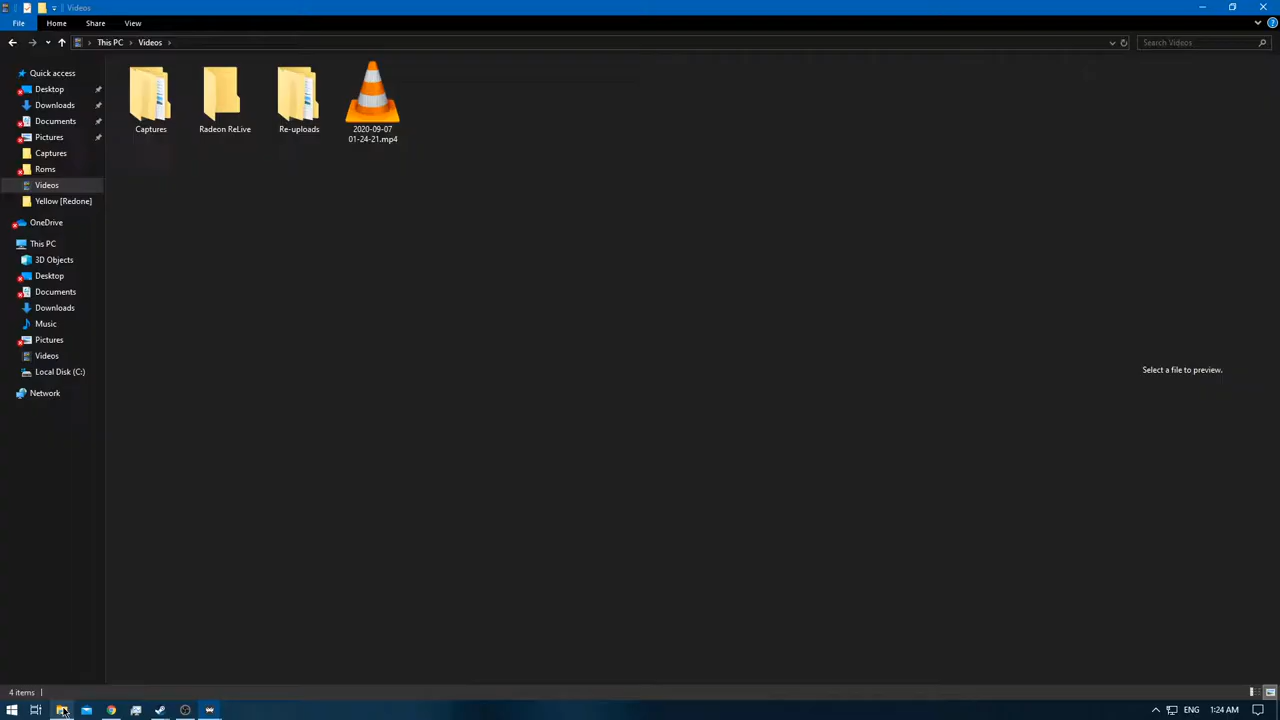 Videos
File Home Share View
This PC Videos
Search Videos
Quick access
Desktop
Downloads
Documents
Pictures
Captures
Roms
Videos
Yellow [Redone]
OneDrive
This PC
3D Objects
Desktop
Documents
Downloads
Music
Pictures
Videos
Local Disk (C:)
Network
Captures
Radeon ReLive
Re-uploads
2020-09-07
01-24-21.mp4
Select a file to preview.
4 items
ENG 1:24 AM